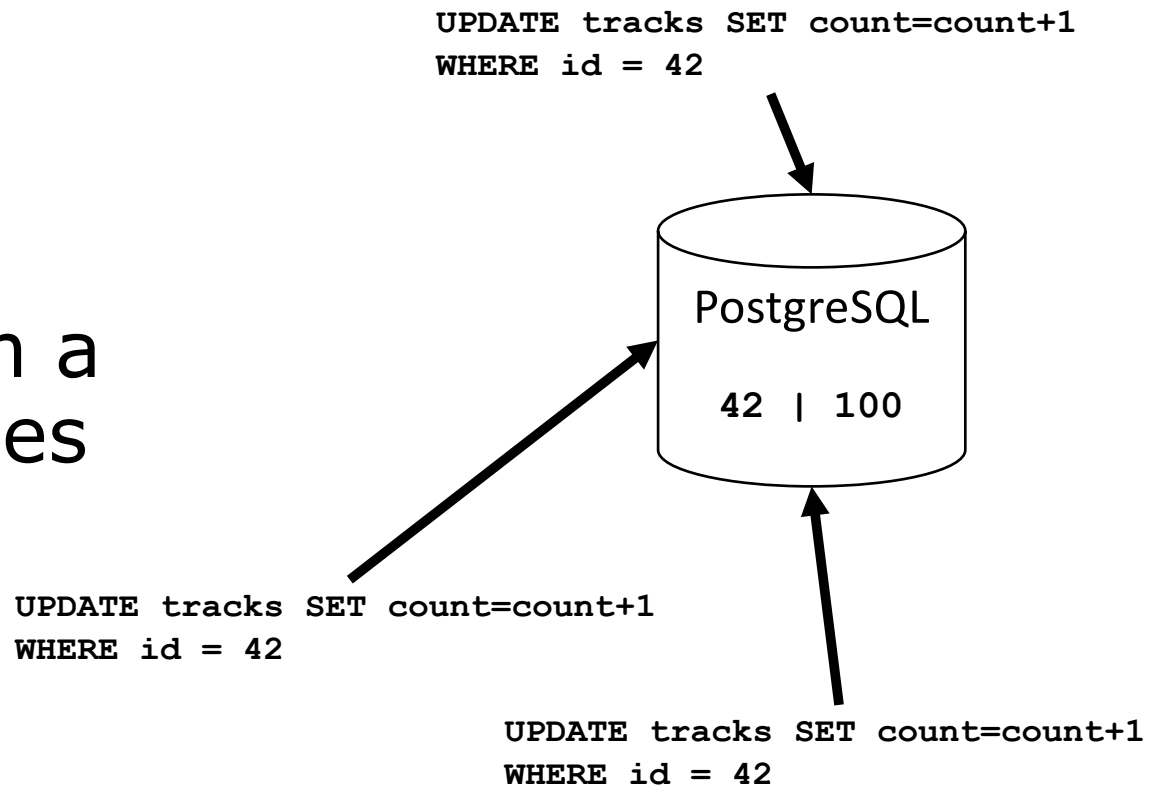 UPDATE tracks SET count=count+1
WHERE id = 42
PostgreSQL
a
42 | 100
UPDATE tracks SET count=count+1
WHERE id = 42
UPDATE tracks SET count=count+1
WHERE id = 42